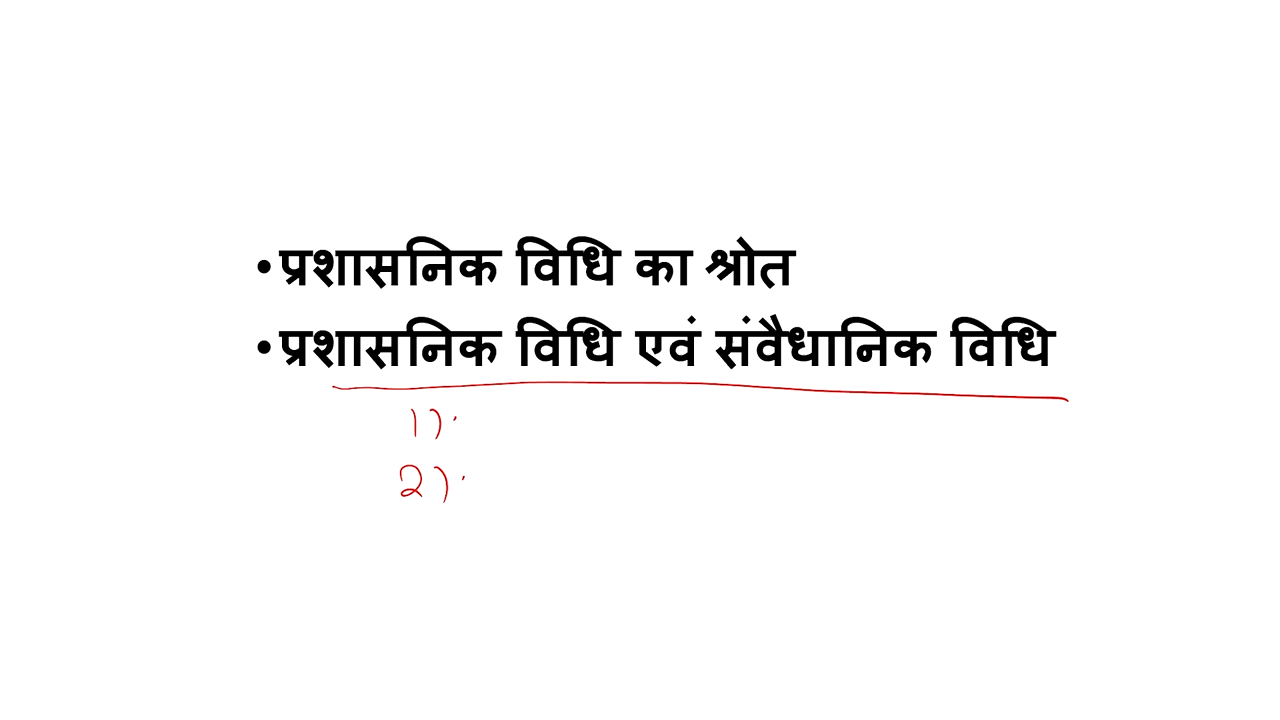 •प्रशासनिक विधि का श्रोत
•प्रशासनिक विधि एवं संवैधानिक विधि
1).
2).